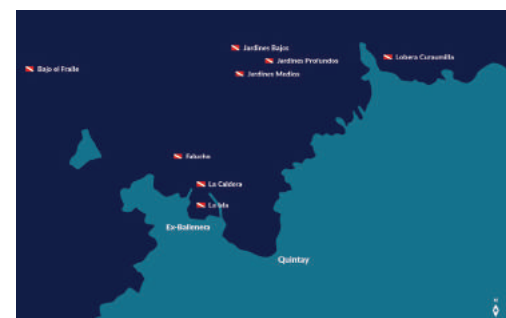 Jardines Bajos
Lobera Curaumilla
Jardines Profundos
Bajo el Fraile
Jardines Medios
Falucho
La Caldera
La Isla
Ex-Ballenera
Quintay